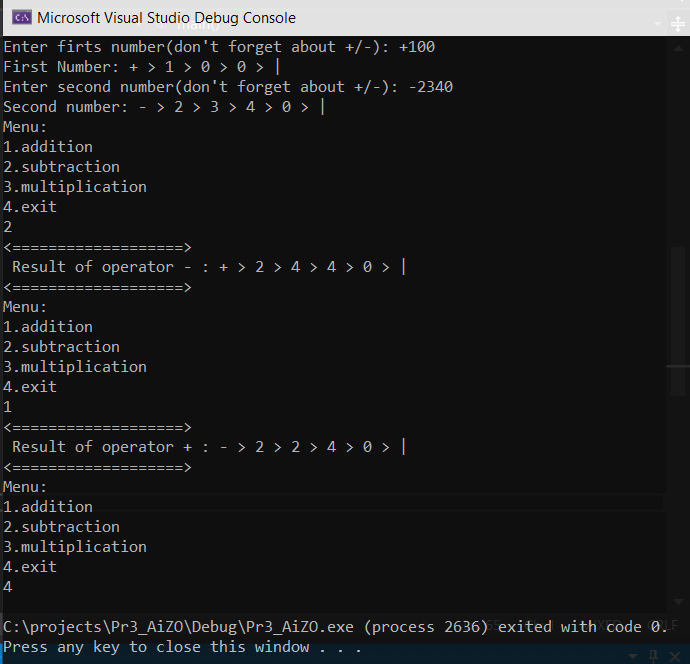 Microsoft Visual Studio Debug Console
Enter firts number(don't forget about +/-): +100
First Number: + > 1 > 0 > 0 > |
Enter second number(don't forget about +/-): -2340
Second number: - > 2 > 3 > 4 > 0 > |
Menu:
1.addition
2.subtraction
3.multiplication
4.exit
2
<===================>
Result of operator - : + > 2 > 4 > 4 > 0 > |
<===================>
Menu:
1.addition
2.subtraction
3.multiplication
4.exit
1
<===================>
Result of operator + : - > 2 > 2 > 4 > 0 > |
<===================>
Menu:
1.addition
2.subtraction
3.multiplication
4.exit
4
C:\projects\Pr3_AiZO\Debug\Pr3_AiZO.exe (process 2636) exited with code 0.
Press any key to close this window . . .